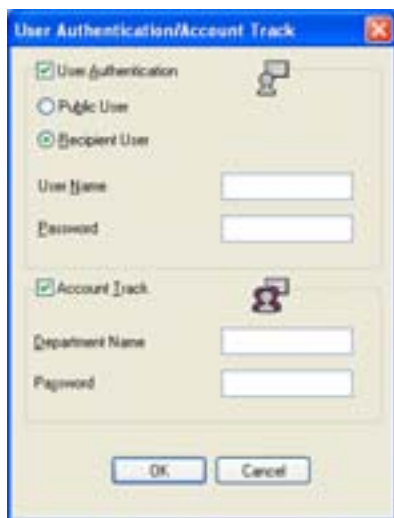 User Authentication/Account Track
User Authentication
Public User
Recipient User
User Name
Password
Account Track
Department Name
Password
OK
Cancel